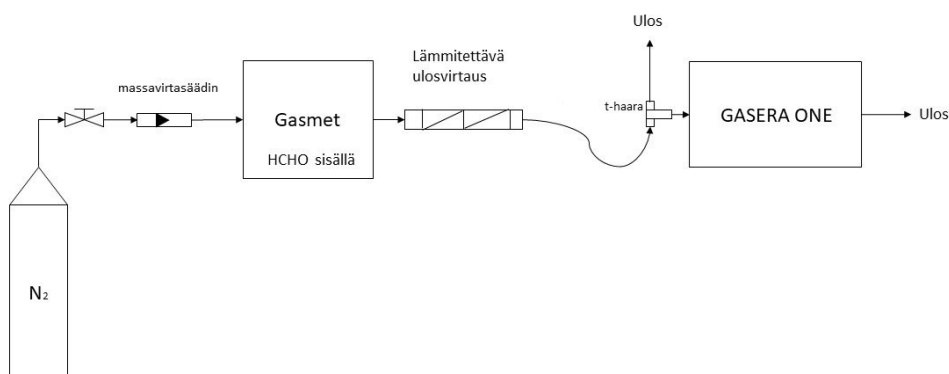 Ulos
Lämmitettävä
ulosvirtaus
massavirtasäädin
t-haara
Gasmet
HCHO sisällä
GASERA ONE
Ulos
N₂